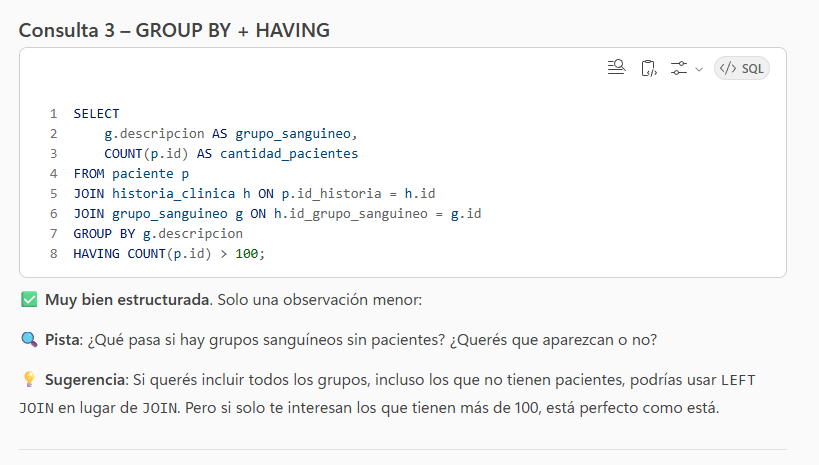 Consulta 3 – GROUP BY + HAVING
</> SQL
1 SELECT
2     g.descripcion AS grupo_sanguineo,
3     COUNT(p.id) AS cantidad_pacientes
4 FROM paciente p
5 JOIN historia_clinica h ON p.id_historia = h.id
6 JOIN grupo_sanguineo g ON h.id_grupo_sanguineo = g.id
7 GROUP BY g.descripcion
8 HAVING COUNT(p.id) > 100;
✅ Muy bien estructurada. Solo una observación menor:
🔍 Pista: ¿Qué pasa si hay grupos sanguíneos sin pacientes? ¿Querés que aparezcan o no?
💡 Sugerencia: Si querés incluir todos los grupos, incluso los que no tienen pacientes, podrías usar LEFT
JOIN en lugar de JOIN. Pero si solo te interesan los que tienen más de 100, está perfecto como está.